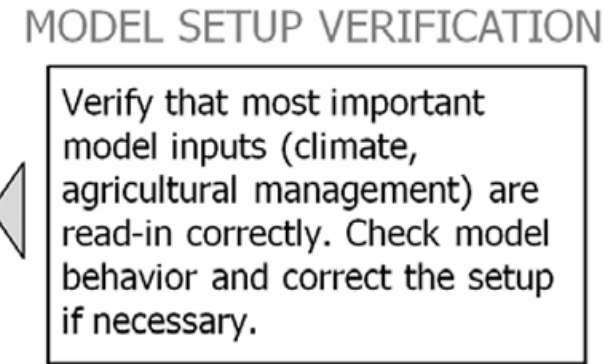 MODEL SETUP VERIFICATION
Verify that most important
model inputs (climate,
agricultural management) are
read-in correctly. Check model
behavior and correct the setup
if necessary.